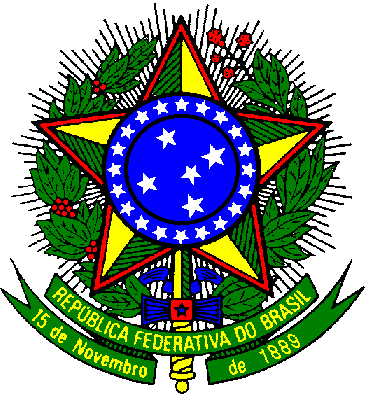 REPÚBLICA FEDERATIVA DO BRASIL
15 de Novembro de 1889